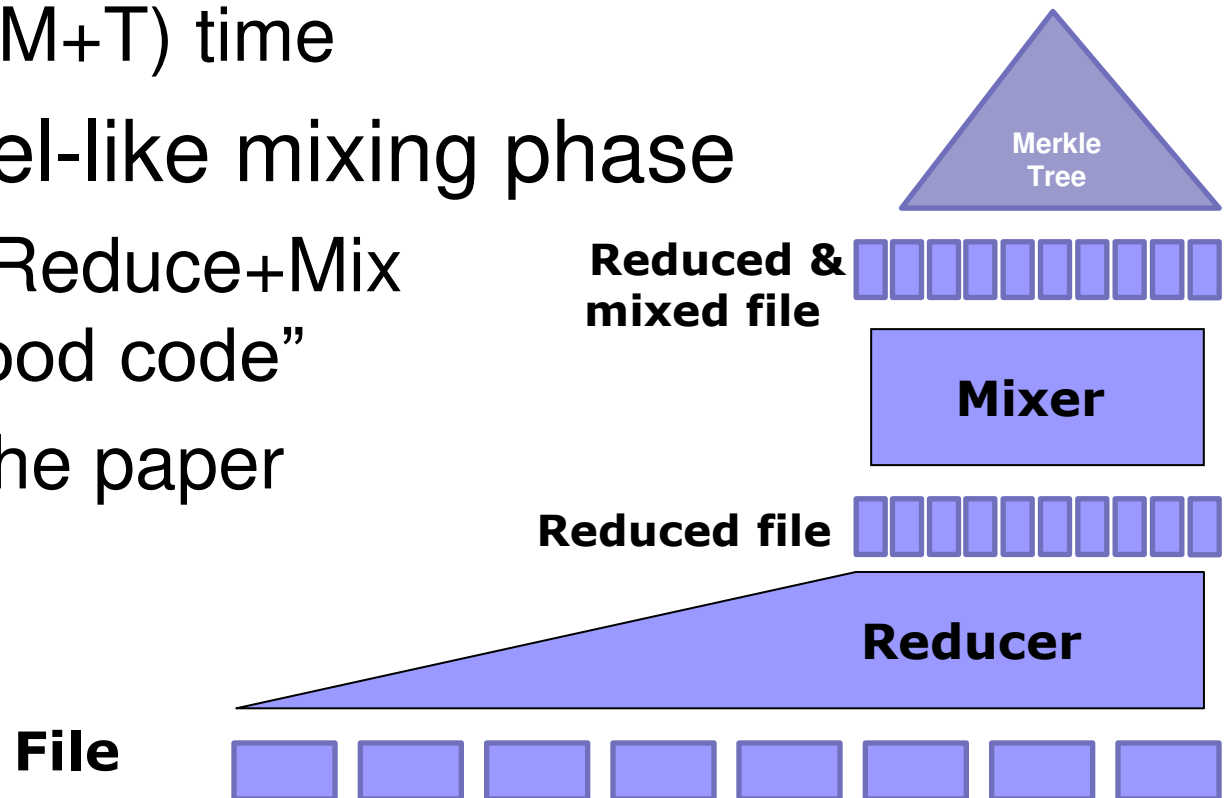 M+T) time
el-like mixing phase
Reduce+Mix
ood code”
he paper
Merkle
Tree
Reduced &
mixed file
Mixer
Reduced file
Reducer
File